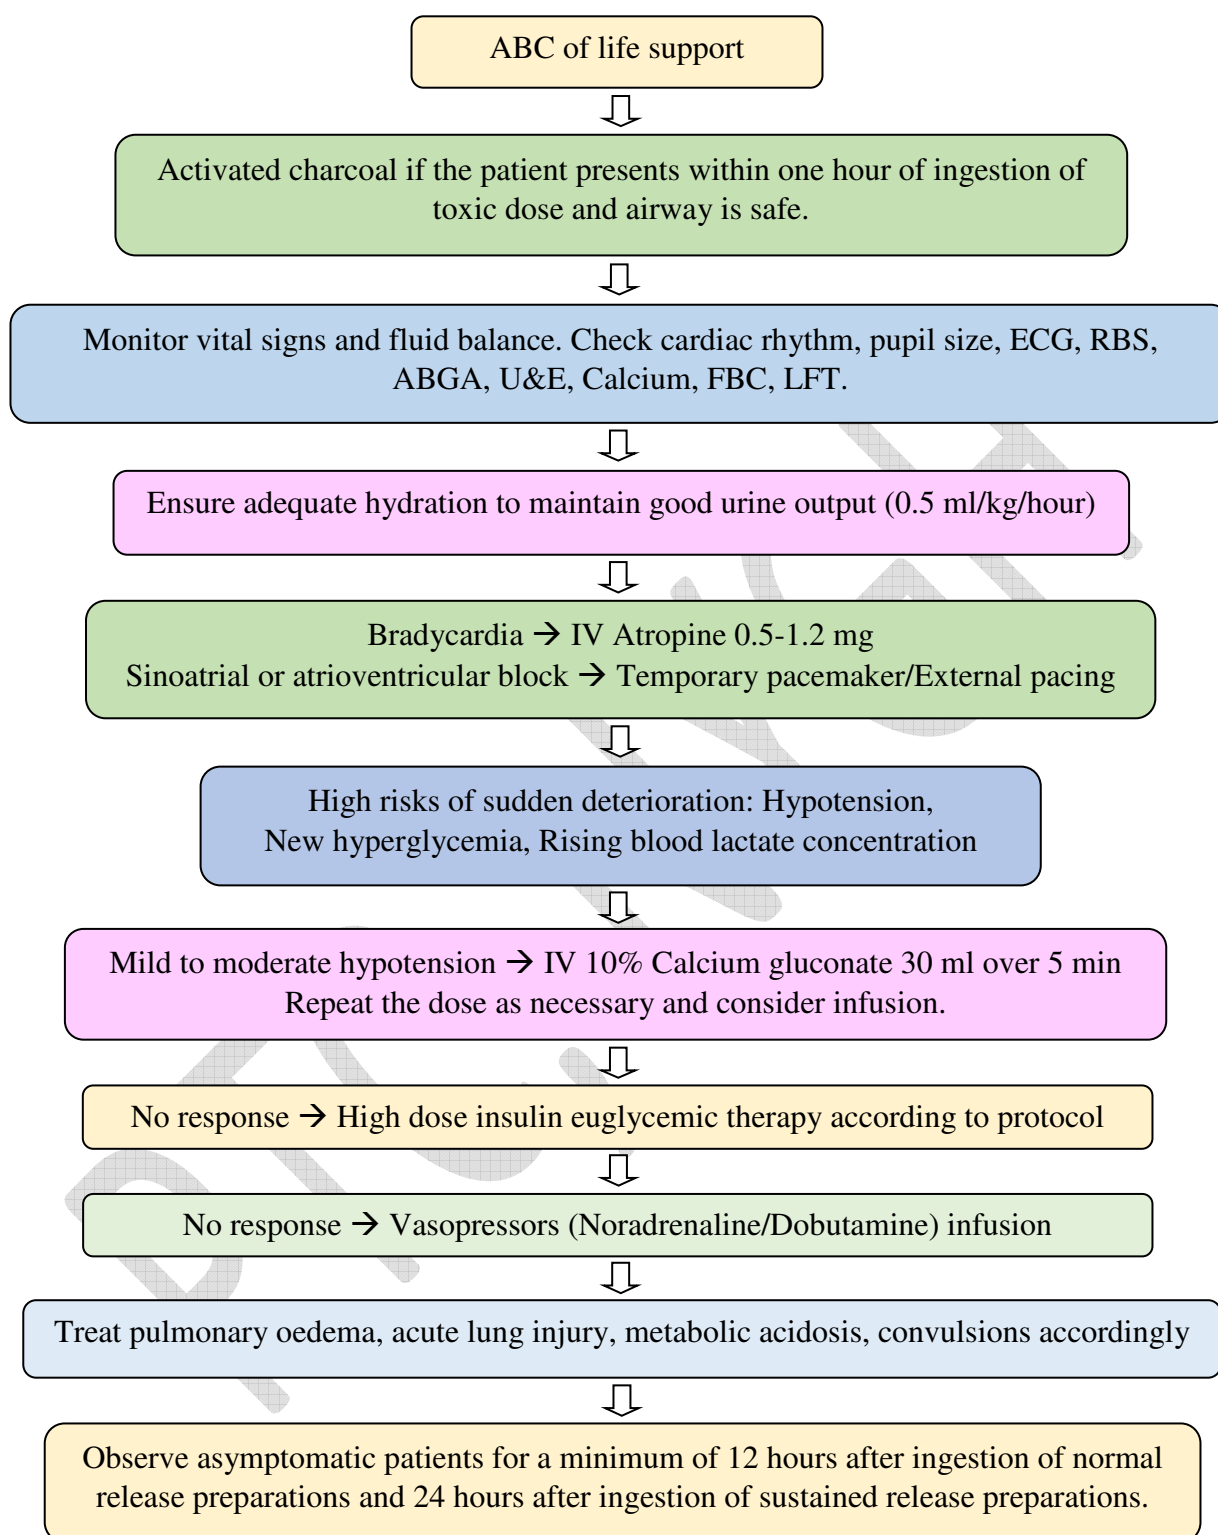 ABC of life support
Activated charcoal if the patient presents within one hour of ingestion of
toxic dose and airway is safe.
Monitor vital signs and fluid balance. Check cardiac rhythm, pupil size, ECG, RBS,
ABGA, U&E, Calcium, FBC, LFT.
Ensure adequate hydration to maintain good urine output (0.5 ml/kg/hour)
Bradycardia → IV Atropine 0.5-1.2 mg
Sinoatrial or atrioventricular block → Temporary pacemaker/External pacing
High risks of sudden deterioration: Hypotension,
New hyperglycemia, Rising blood lactate concentration
Mild to moderate hypotension → IV 10% Calcium gluconate 30 ml over 5 min
Repeat the dose as necessary and consider infusion.
No response → High dose insulin euglycemic therapy according to protocol
No response → Vasopressors (Noradrenaline/Dobutamine) infusion
Treat pulmonary oedema, acute lung injury, metabolic acidosis, convulsions accordingly
Observe asymptomatic patients for a minimum of 12 hours after ingestion of normal
release preparations and 24 hours after ingestion of sustained release preparations.